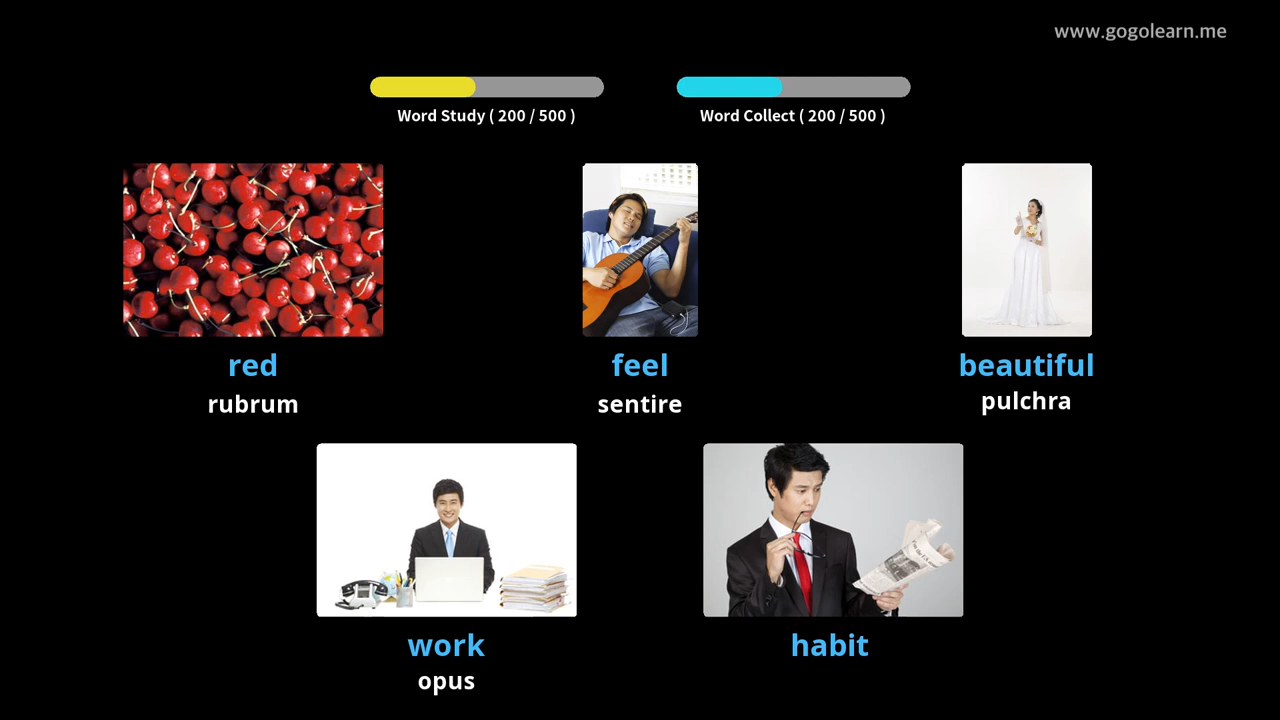 www.gogolearn.me
Word Study ( 200 / 500 )
Word Collect ( 200 / 500 )
red
rubrum
feel
sentire
beautiful
pulchra
work
opus
habit